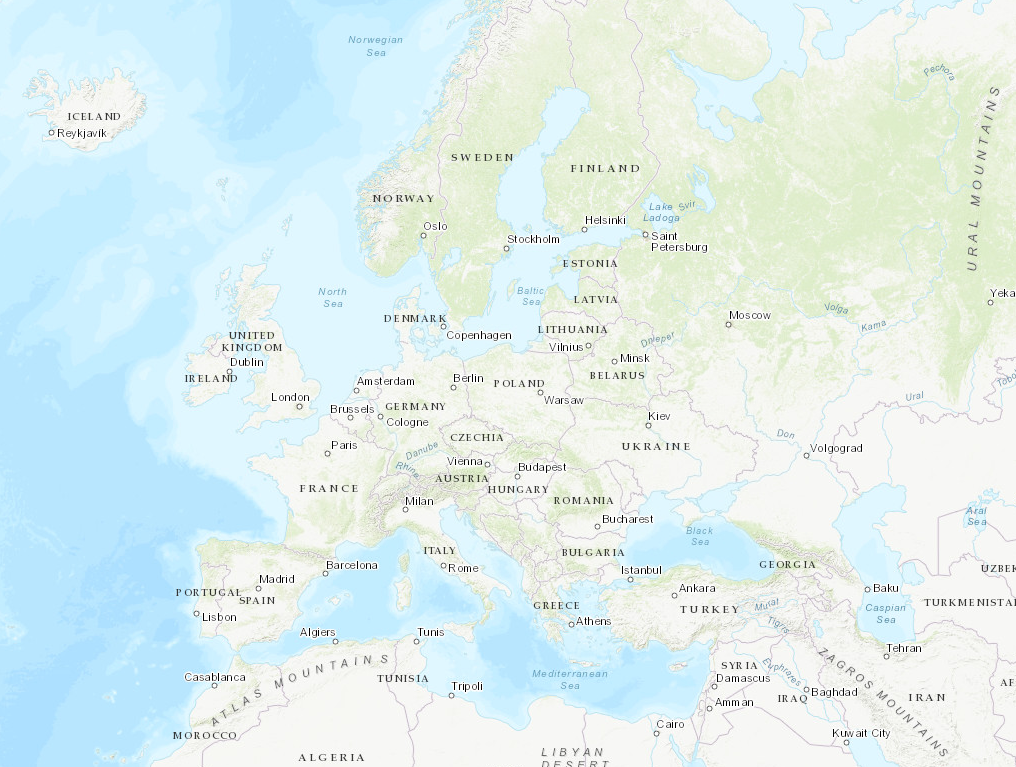 Norwegian
Sea
Pechora
URAL MOUNTAINS
ICELAND
Reykjavík
SWEDEN
FINLAND
NORWAY
Lake
Ladoga
Svir
Oslo
Helsinki
Stockholm
Saint
Petersburg
ESTONIA
North
Sea
Baltic
Sea
LATVIA
Yeka
Volga
Kama
Moscow
DENMARK
Copenhagen
LITHUANIA
Vilnius
Dnieper
UNITED
KINGDOM
Dublin
IRELAND
Minsk
BELARUS
Amsterdam
Berlin
POLAND
Warsaw
Tobo
Ural
London
Brussels
GERMANY
Cologne
Kiev
Paris
CZECHIA
Danube
Rhine
Vienna
Budapest
UKRAINE
Don
Volgograd
AUSTRIA
HUNGARY
FRANCE
Milan
ROMANIA
Bucharest
Aral
Sea
Black
Sea
ITALY
Rome
BULGARIA
GEORGIA
UZBEK
Barcelona
Madrid
PORTUGAL
SPAIN
Lisbon
Istanbul
Ankara
TURKEY
Murat
Tigris
Baku
Caspian
Sea
TURKMENISTA
GREECE
Athens
Algiers
Tunis
Tehran
ATLAS MOUNTAINS
Casablanca
TUNISIA
Tripoli
Mediterranean
Sea
SYRIA
Damascus
Euphrates
ZAGROS MOUNTAINS
Baghdad
IRAQ
IRAN
AF
Amman
Cairo
Kuwait City
MOROCCO
ALGERIA
LIBYAN
DESERT